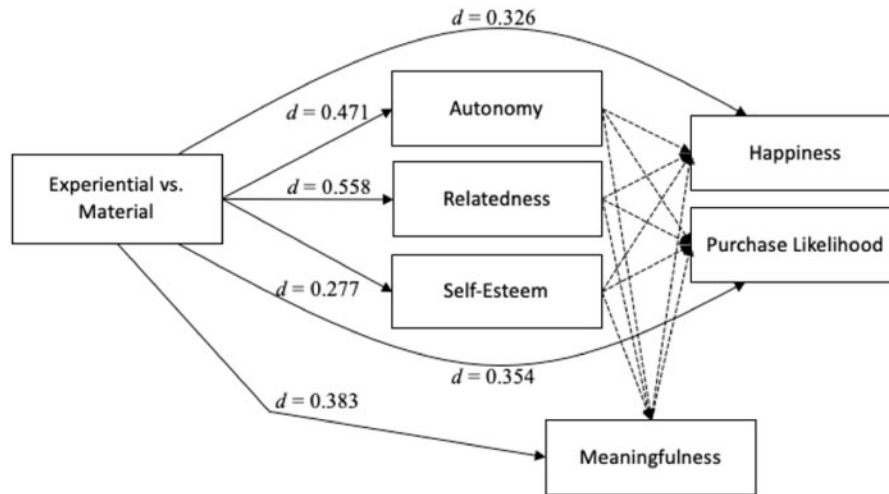 d = 0.326
d = 0.471
Autonomy
Happiness
Experiential vs.
Material
d = 0.558
Relatedness
Purchase Likelihood
d = 0.277
Self-Esteem
d = 0.354
d = 0.383
Meaningfulness